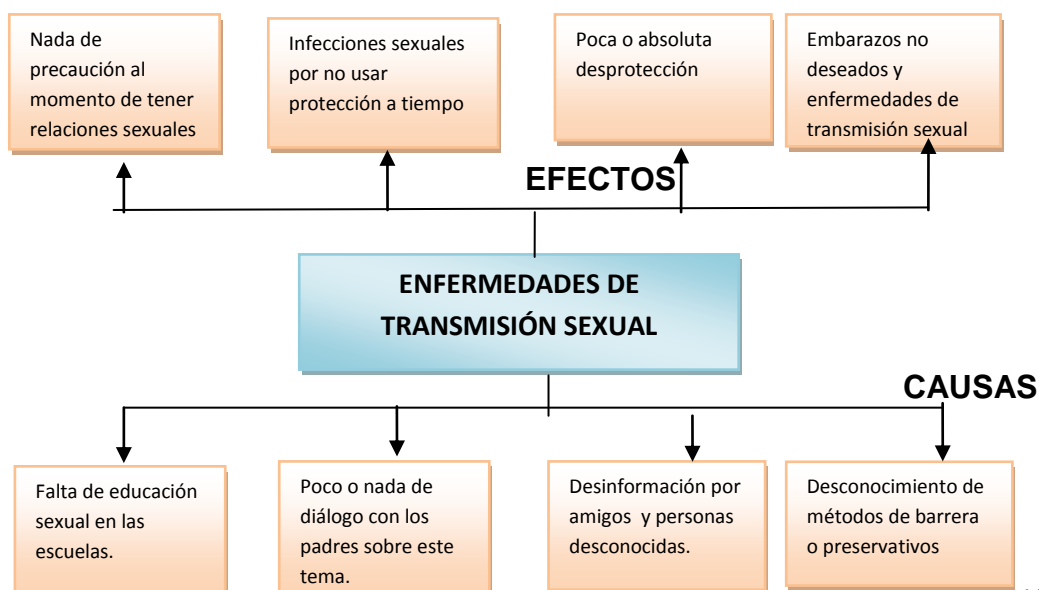 Nada de
precaución al
momento de tener
relaciones sexuales
Infecciones sexuales
por no usar
protección a tiempo
Poca o absoluta
desprotección
Embarazos no
deseados y
enfermedades de
transmisión sexual
EFECTOS
ENFERMEDADES DE
TRANSMISIÓN SEXUAL
CAUSAS
Falta de educación
sexual en las
escuelas.
Poco o nada de
diálogo con los
padres sobre este
tema.
Desinformación por
amigos y personas
desconocidas.
Desconocimiento de
métodos de barrera
o preservativos